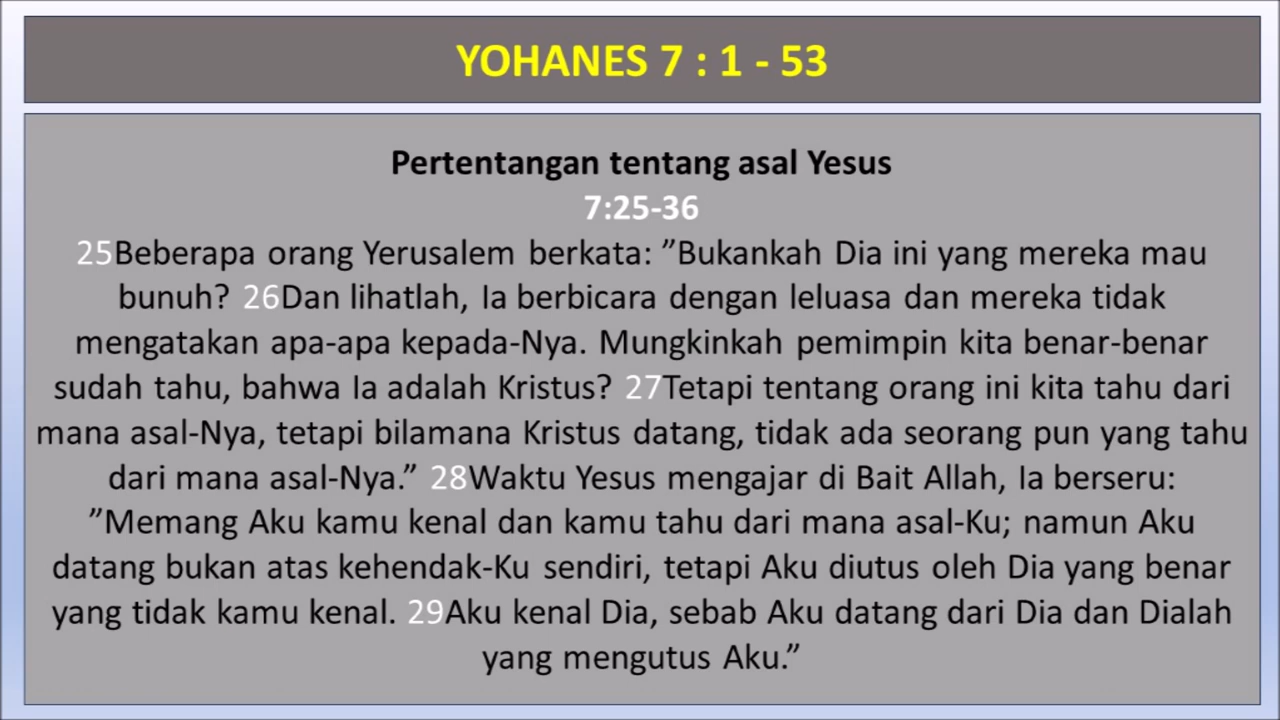 YOHANES 7 : 1 - 53
Pertentangan tentang asal Yesus
7:25-36
25Beberapa orang Yerusalem berkata: ”Bukankah Dia ini yang mereka mau
bunuh? 26Dan lihatlah, Ia berbicara dengan leluasa dan mereka tidak
mengatakan apa-apa kepada-Nya. Mungkinkah pemimpin kita benar-benar
sudah tahu, bahwa Ia adalah Kristus? 27Tetapi tentang orang ini kita tahu dari
mana asal-Nya, tetapi bilamana Kristus datang, tidak ada seorang pun yang tahu
dari mana asal-Nya.” 28Waktu Yesus mengajar di Bait Allah, Ia berseru:
”Memang Aku kamu kenal dan kamu tahu dari mana asal-Ku; namun Aku
datang bukan atas kehendak-Ku sendiri, tetapi Aku diutus oleh Dia yang benar
yang tidak kamu kenal. 29Aku kenal Dia, sebab Aku datang dari Dia dan Dialah
yang mengutus Aku.”